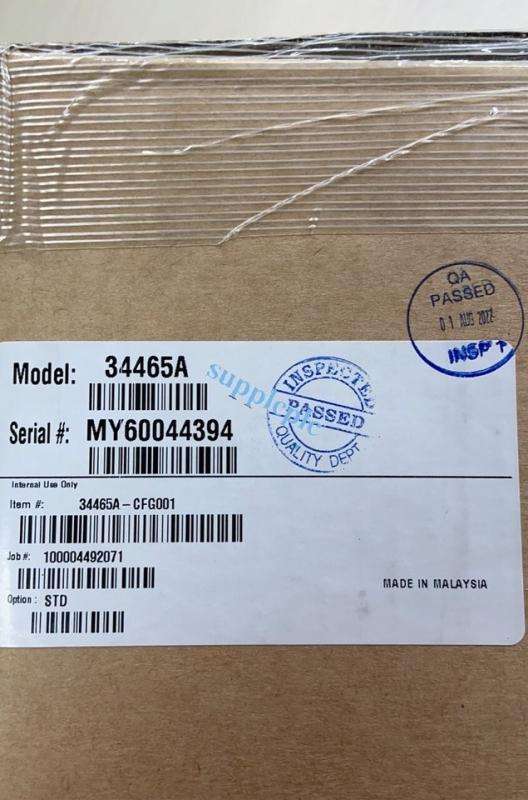 QA
PASSED
01 AUG 2022
INSP
Model: 34465A
INSPECTED
PASSED
QUALITY DEPT
Serial #: MY60044394
Internal Use Only
Item #: 34465A-CFG001
Job #: 100004492071
MADE IN MALAYSIA
Option: STD